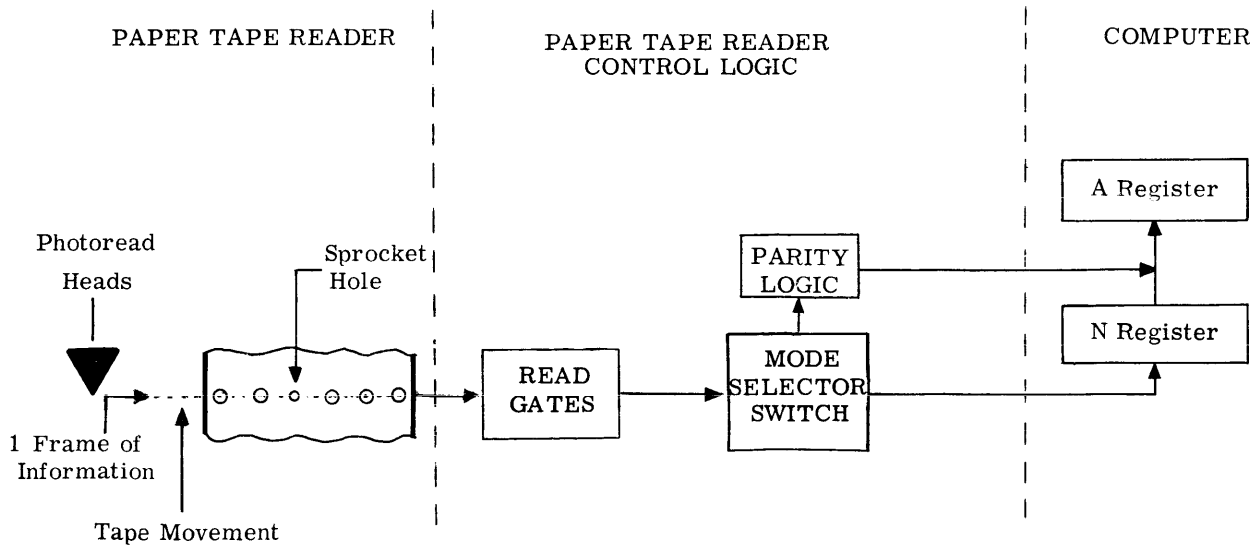 PAPER TAPE READER
PAPER TAPE READER
CONTROL LOGIC
COMPUTER
A Register
Photoread
Heads
Sprocket
Hole
PARITY
LOGIC
N Register
READ
GATES
MODE
SELECTOR
SWITCH
1 Frame of
Information
Tape Movement